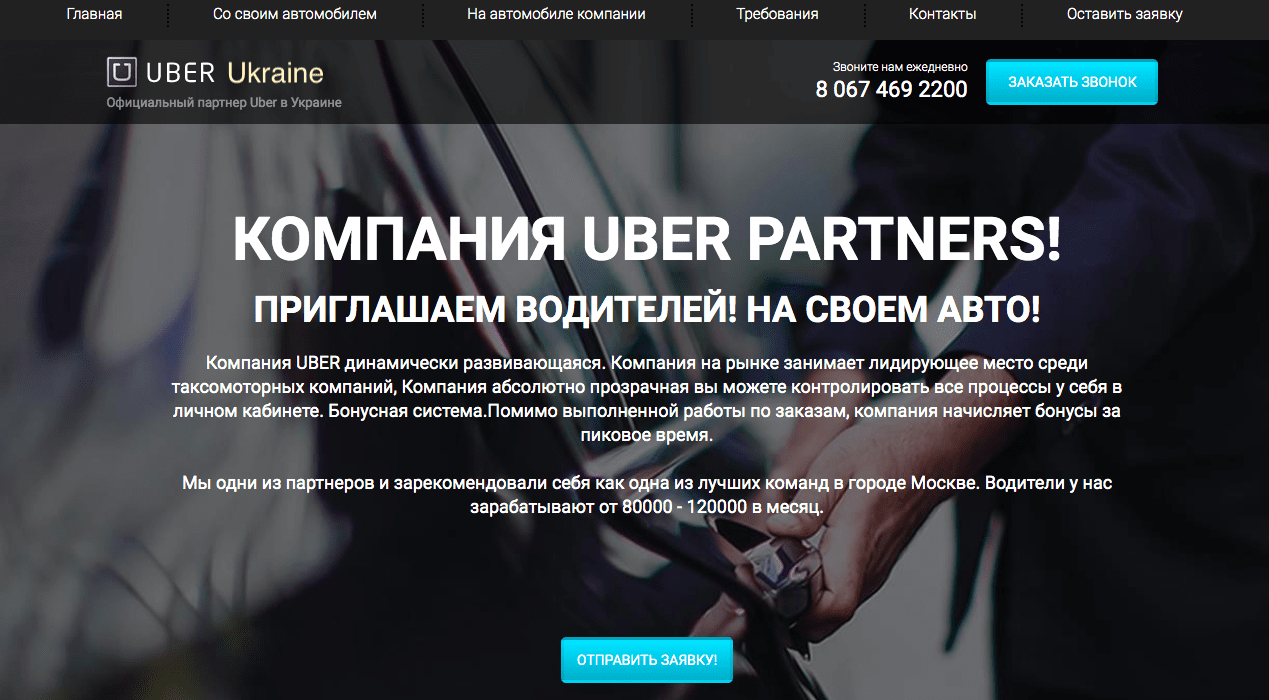 Главная Со своим автомобилем На автомобиле компании Требования Контакты Оставить заявку
UBER Ukraine
Официальный партнер Uber в Украине
Звоните нам ежедневно
8 067 469 2200
ЗАКАЗАТЬ ЗВОНОК
КОМПАНИЯ UBER PARTNERS!
ПРИГЛАШАЕМ ВОДИТЕЛЕЙ! НА СВОЕМ АВТО!
Компания UBER динамически развивающаяся. Компания на рынке занимает лидирующее место среди
таксомоторных компаний, Компания абсолютно прозрачная вы можете контролировать все процессы у себя в
личном кабинете. Бонусная система.Помимо выполненной работы по заказам, компания начисляет бонусы за
пиковое время.
Мы одни из партнеров и зарекомендовали себя как одна из лучших команд в городе Москве. Водители у нас
зарабатывают от 80000 - 120000 в месяц.
ОТПРАВИТЬ ЗАЯВКУ!